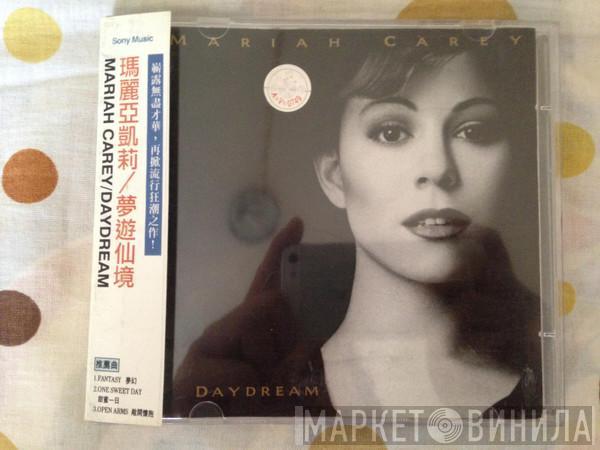 Sony Music
嶄露無盡才華，再掀流行狂潮之作！
瑪麗亞凱莉／夢遊仙境
MARIAH CAREY/DAYDREAM
推薦曲
1.FANTASY 夢幻
2.ONE SWEET DAY
甜蜜一日
3.OPEN ARMS 敞開懷抱
MARIAH CAREY
DAYDREAM
МАРКЕТ ВИНИЛА